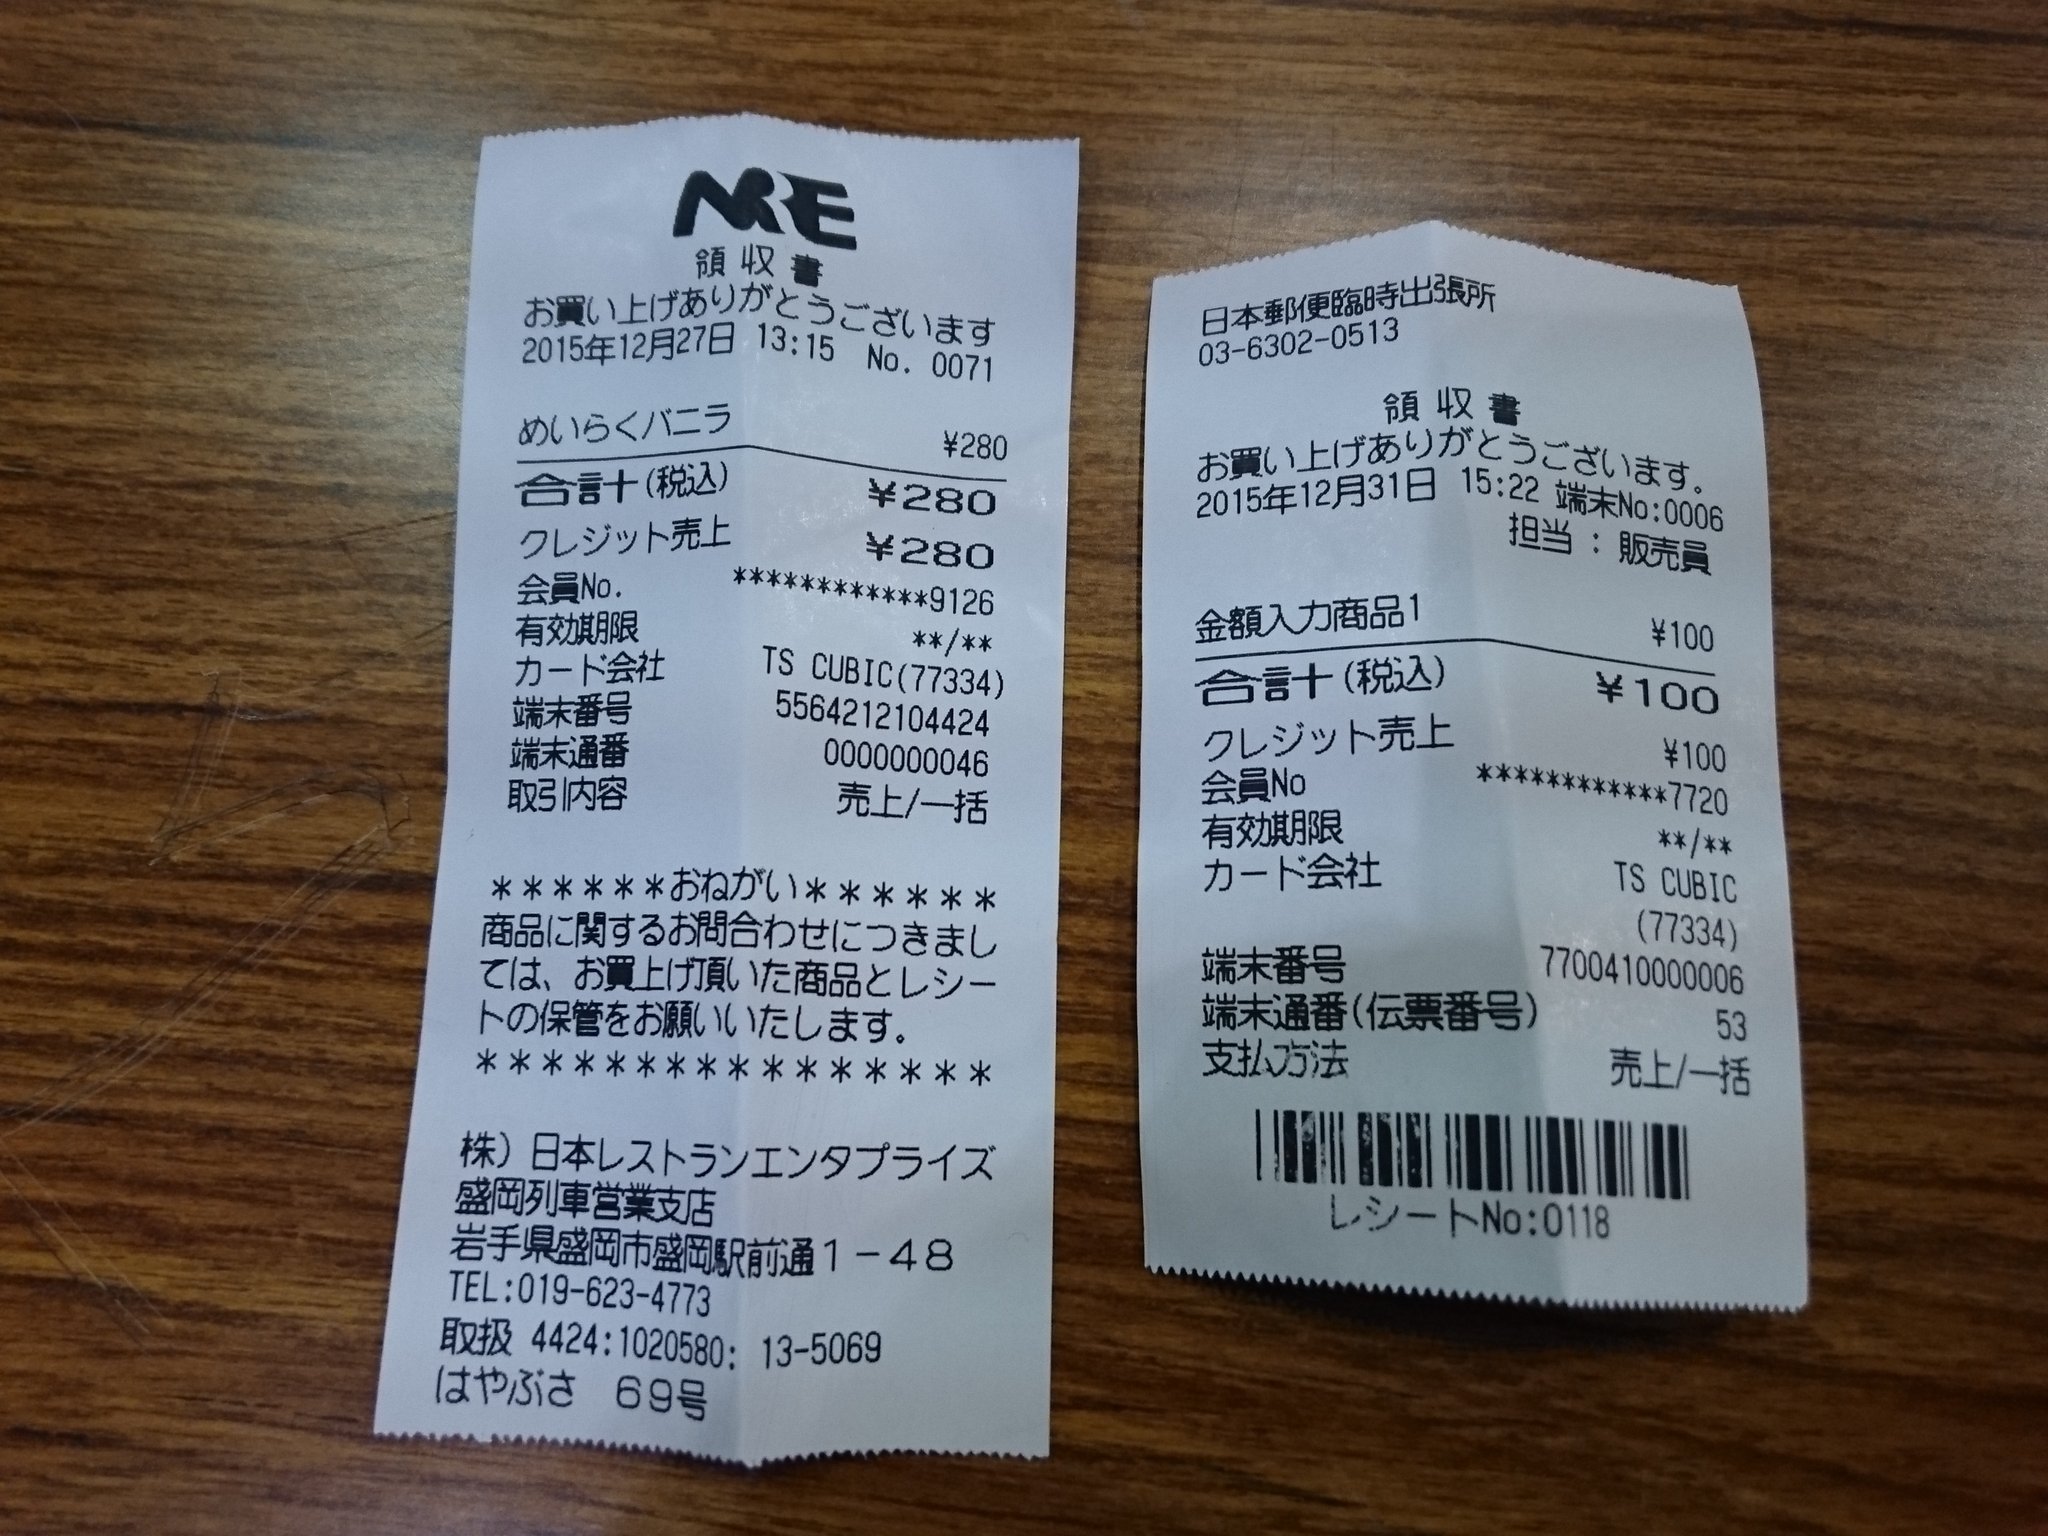 NRE
領収書
お買い上げありがとうございます
2015年12月27日 13:15 No. 0071
めいらくバニラ ¥280
合計(税込) ¥280
クレジット売上 ¥280
会員No. ************9126
有効期限 **/**
カード会社 TS CUBIC(77334)
端末番号 5564212104424
端末通番 0000000046
取引内容 売上/一括
******おねがい******
商品に関するお問合わせにつきまし
ては、お買上げ頂いた商品とレシー
トの保管をお願いいたします。
*****************
株）日本レストランエンタプライズ
盛岡列車営業支店
岩手県盛岡市盛岡駅前通１－４８
TEL:019-623-4773
取扱 4424:1020580: 13-5069
はやぶさ ６９号
日本郵便臨時出張所
03-6302-0513
領収書
お買い上げありがとうございます。
2015年12月31日 15:22 端末No:0006
担当 : 販売員
金額入力商品1 ¥100
合計(税込) ¥100
クレジット売上 ¥100
会員No ************7720
有効期限 **/**
カード会社 TS CUBIC
(77334)
端末番号 7700410000006
端末通番(伝票番号) 53
支払方法 売上/一括
レシートNo:0118